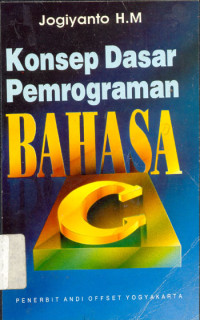 Jogiyanto H.M
Konsep Dasar
Pemrograman
BAHASA
C
PENERBIT ANDI OFFSET YOGYAKARTA